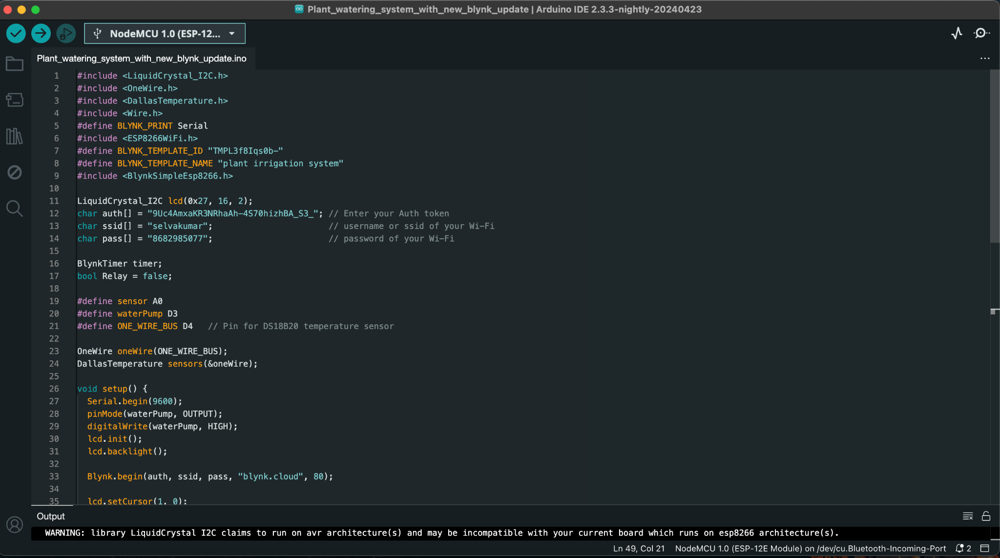 Plant_watering_system_with_new_blynk_update | Arduino IDE 2.3.3-nightly-20240423
NodeMCU 1.0 (ESP-12...
Plant_watering_system_with_new_blynk_update.ino
1 #include <LiquidCrystal_I2C.h>
2 #include <OneWire.h>
3 #include <DallasTemperature.h>
4 #include <Wire.h>
5 #define BLYNK_PRINT Serial
6 #include <ESP8266WiFi.h>
7 #define BLYNK_TEMPLATE_ID "TMPL3f8Iqs0b-"
8 #define BLYNK_TEMPLATE_NAME "plant irrigation system"
9 #include <BlynkSimpleEsp8266.h>
10
11 LiquidCrystal_I2C lcd(0x27, 16, 2);
12 char auth[] = "9Uc4AmxaKR3NRhaAh-4S70hizhBA_S3_"; // Enter your Auth token
13 char ssid[] = "selvakumar"; // username or ssid of your Wi-Fi
14 char pass[] = "8682985077"; // password of your Wi-Fi
15
16 BlynkTimer timer;
17 bool Relay = false;
18
19 #define sensor A0
20 #define waterPump D3
21 #define ONE_WIRE_BUS D4 // Pin for DS18B20 temperature sensor
22
23 OneWire oneWire(ONE_WIRE_BUS);
24 DallasTemperature sensors(&oneWire);
25
26 void setup() {
27 Serial.begin(9600);
28 pinMode(waterPump, OUTPUT);
29 digitalWrite(waterPump, HIGH);
30 lcd.init();
31 lcd.backlight();
32
33 Blynk.begin(auth, ssid, pass, "blynk.cloud", 80);
34
35 lcd.setCursor(1, 0);
Output
WARNING: library LiquidCrystal I2C claims to run on avr architecture(s) and may be incompatible with your current board which runs on esp8266 architecture(s).
Ln 49, Col 21 NodeMCU 1.0 (ESP-12E Module) on /dev/cu.Bluetooth-Incoming-Port 2